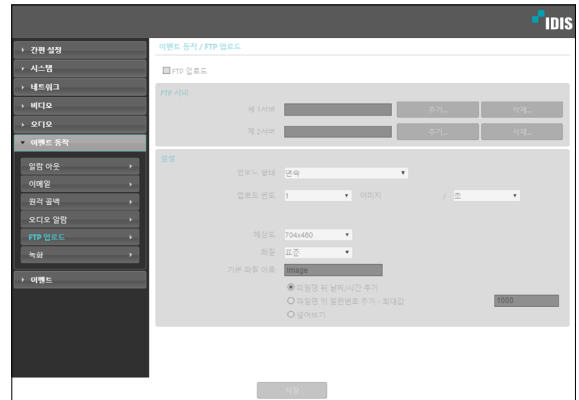 IDIS
간편 설정
시스템
네트워크
비디오
오디오
이벤트 동작
알람 아웃
이메일
원격 콜백
오디오 알람
FTP 업로드
녹화
이벤트
이벤트 동작 / FTP 업로드
FTP 업로드
FTP 서버
제 1서버 추가... 삭제...
제 2서버 추가... 삭제...
설정
업로드 형태 연속
업로드 빈도 1 이미지 / 초
해상도 704x480
화질 표준
기본 파일 이름 image
파일명 뒤 날짜/시간 추가
파일명 뒤 일련번호 추가 - 최대값 1000
덮어쓰기
저장